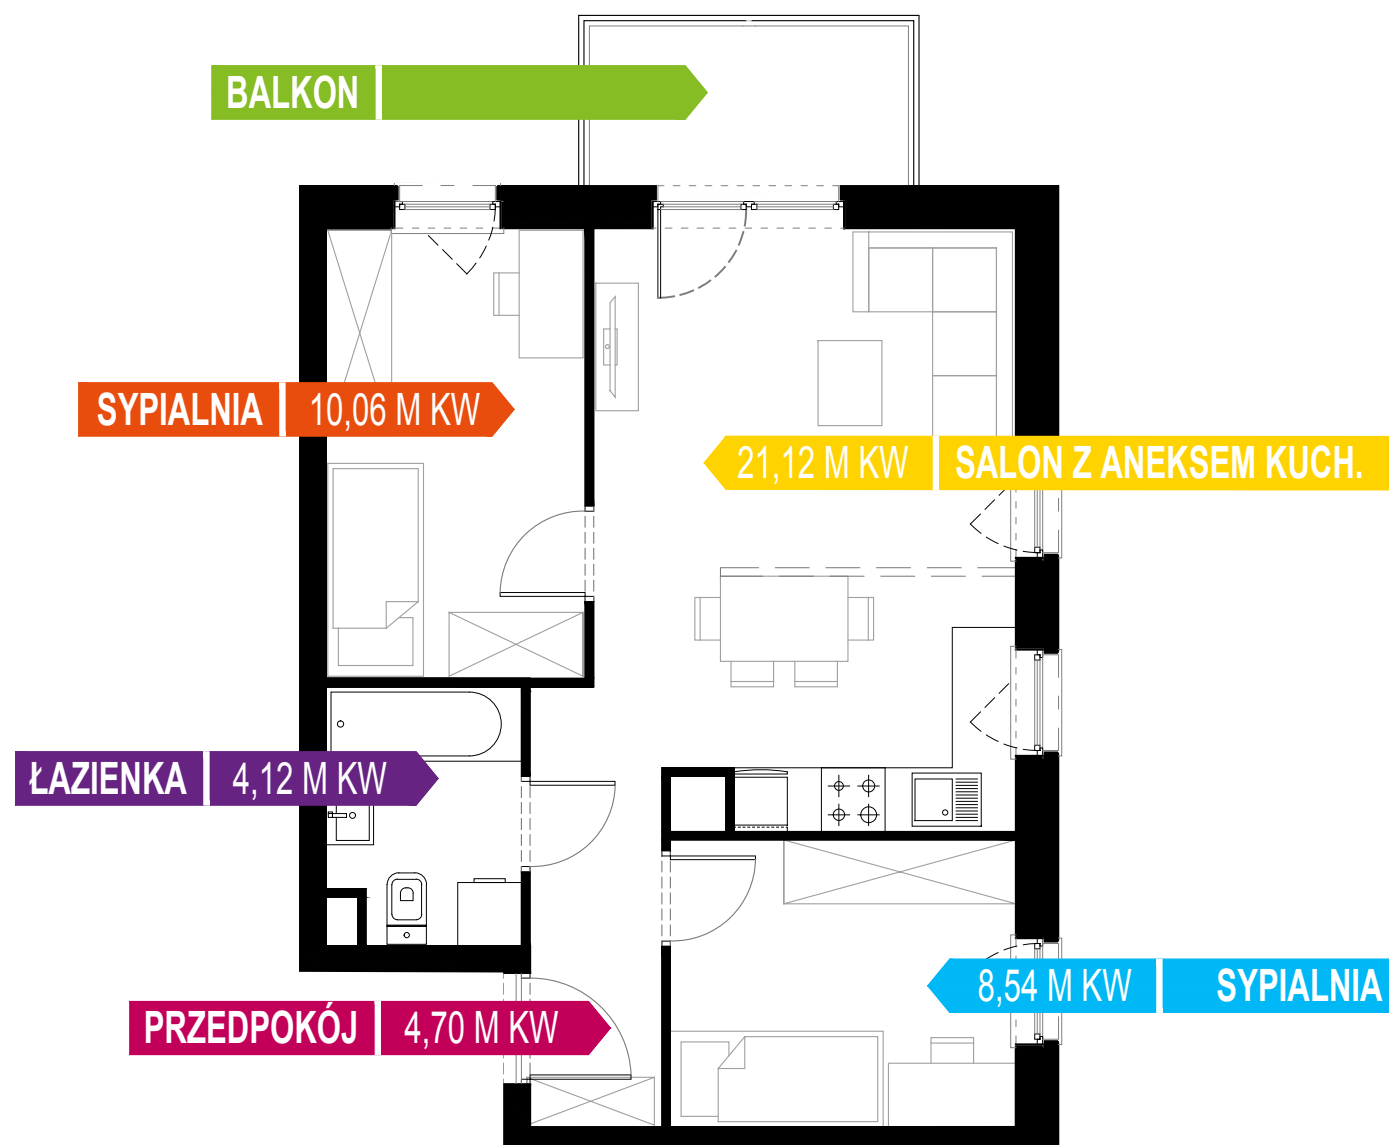 BALKON
SYPIALNIA 10,06 M KW
21,12 M KW SALON Z ANEKSEM KUCH.
ŁAZIENKA 4,12 M KW
8,54 M KW SYPIALNIA
PRZEDPOKÓJ 4,70 M KW